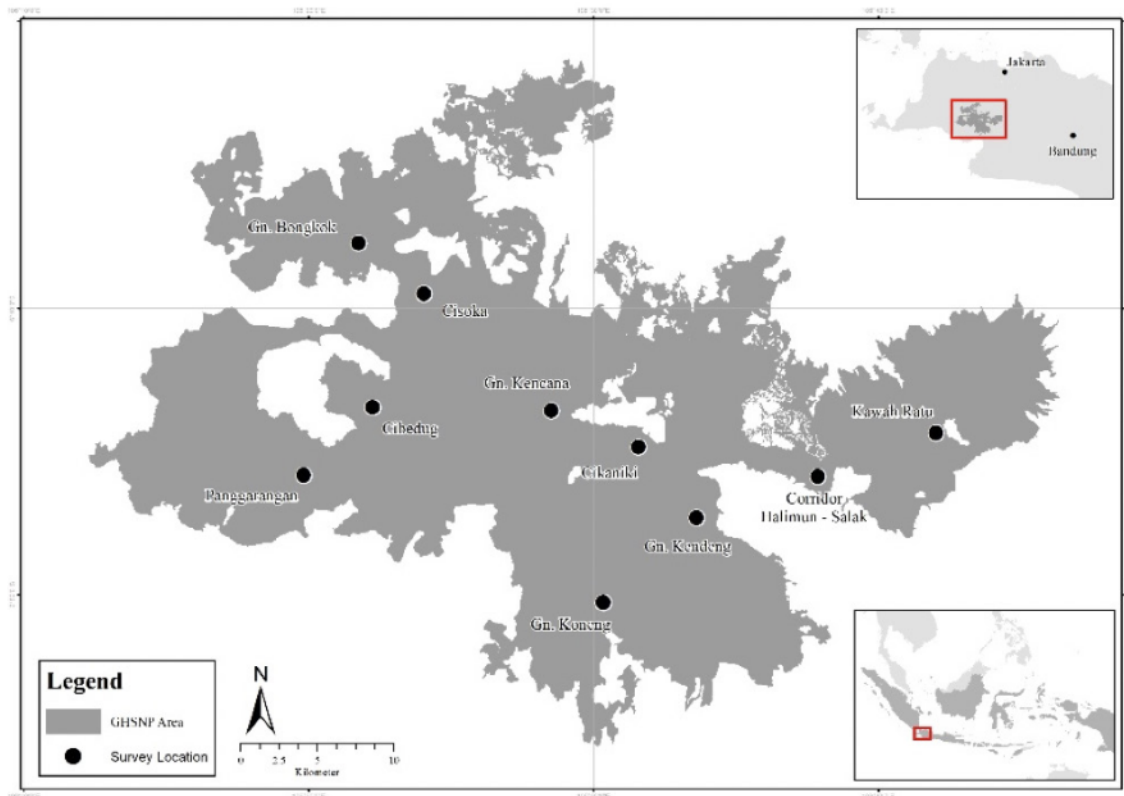 Jakarta
Bandung
Gn. Bongkok
Cisoka
Gn. Kencana
Cibedug
Kawah Ratu
Cikaniki
Panggarangan
Corridor
Halimun - Salak
Gn. Kendeng
Gn. Koneng
Legend
GHSNP Area
Survey Location
N
0 2.5 5 10
Kilometer